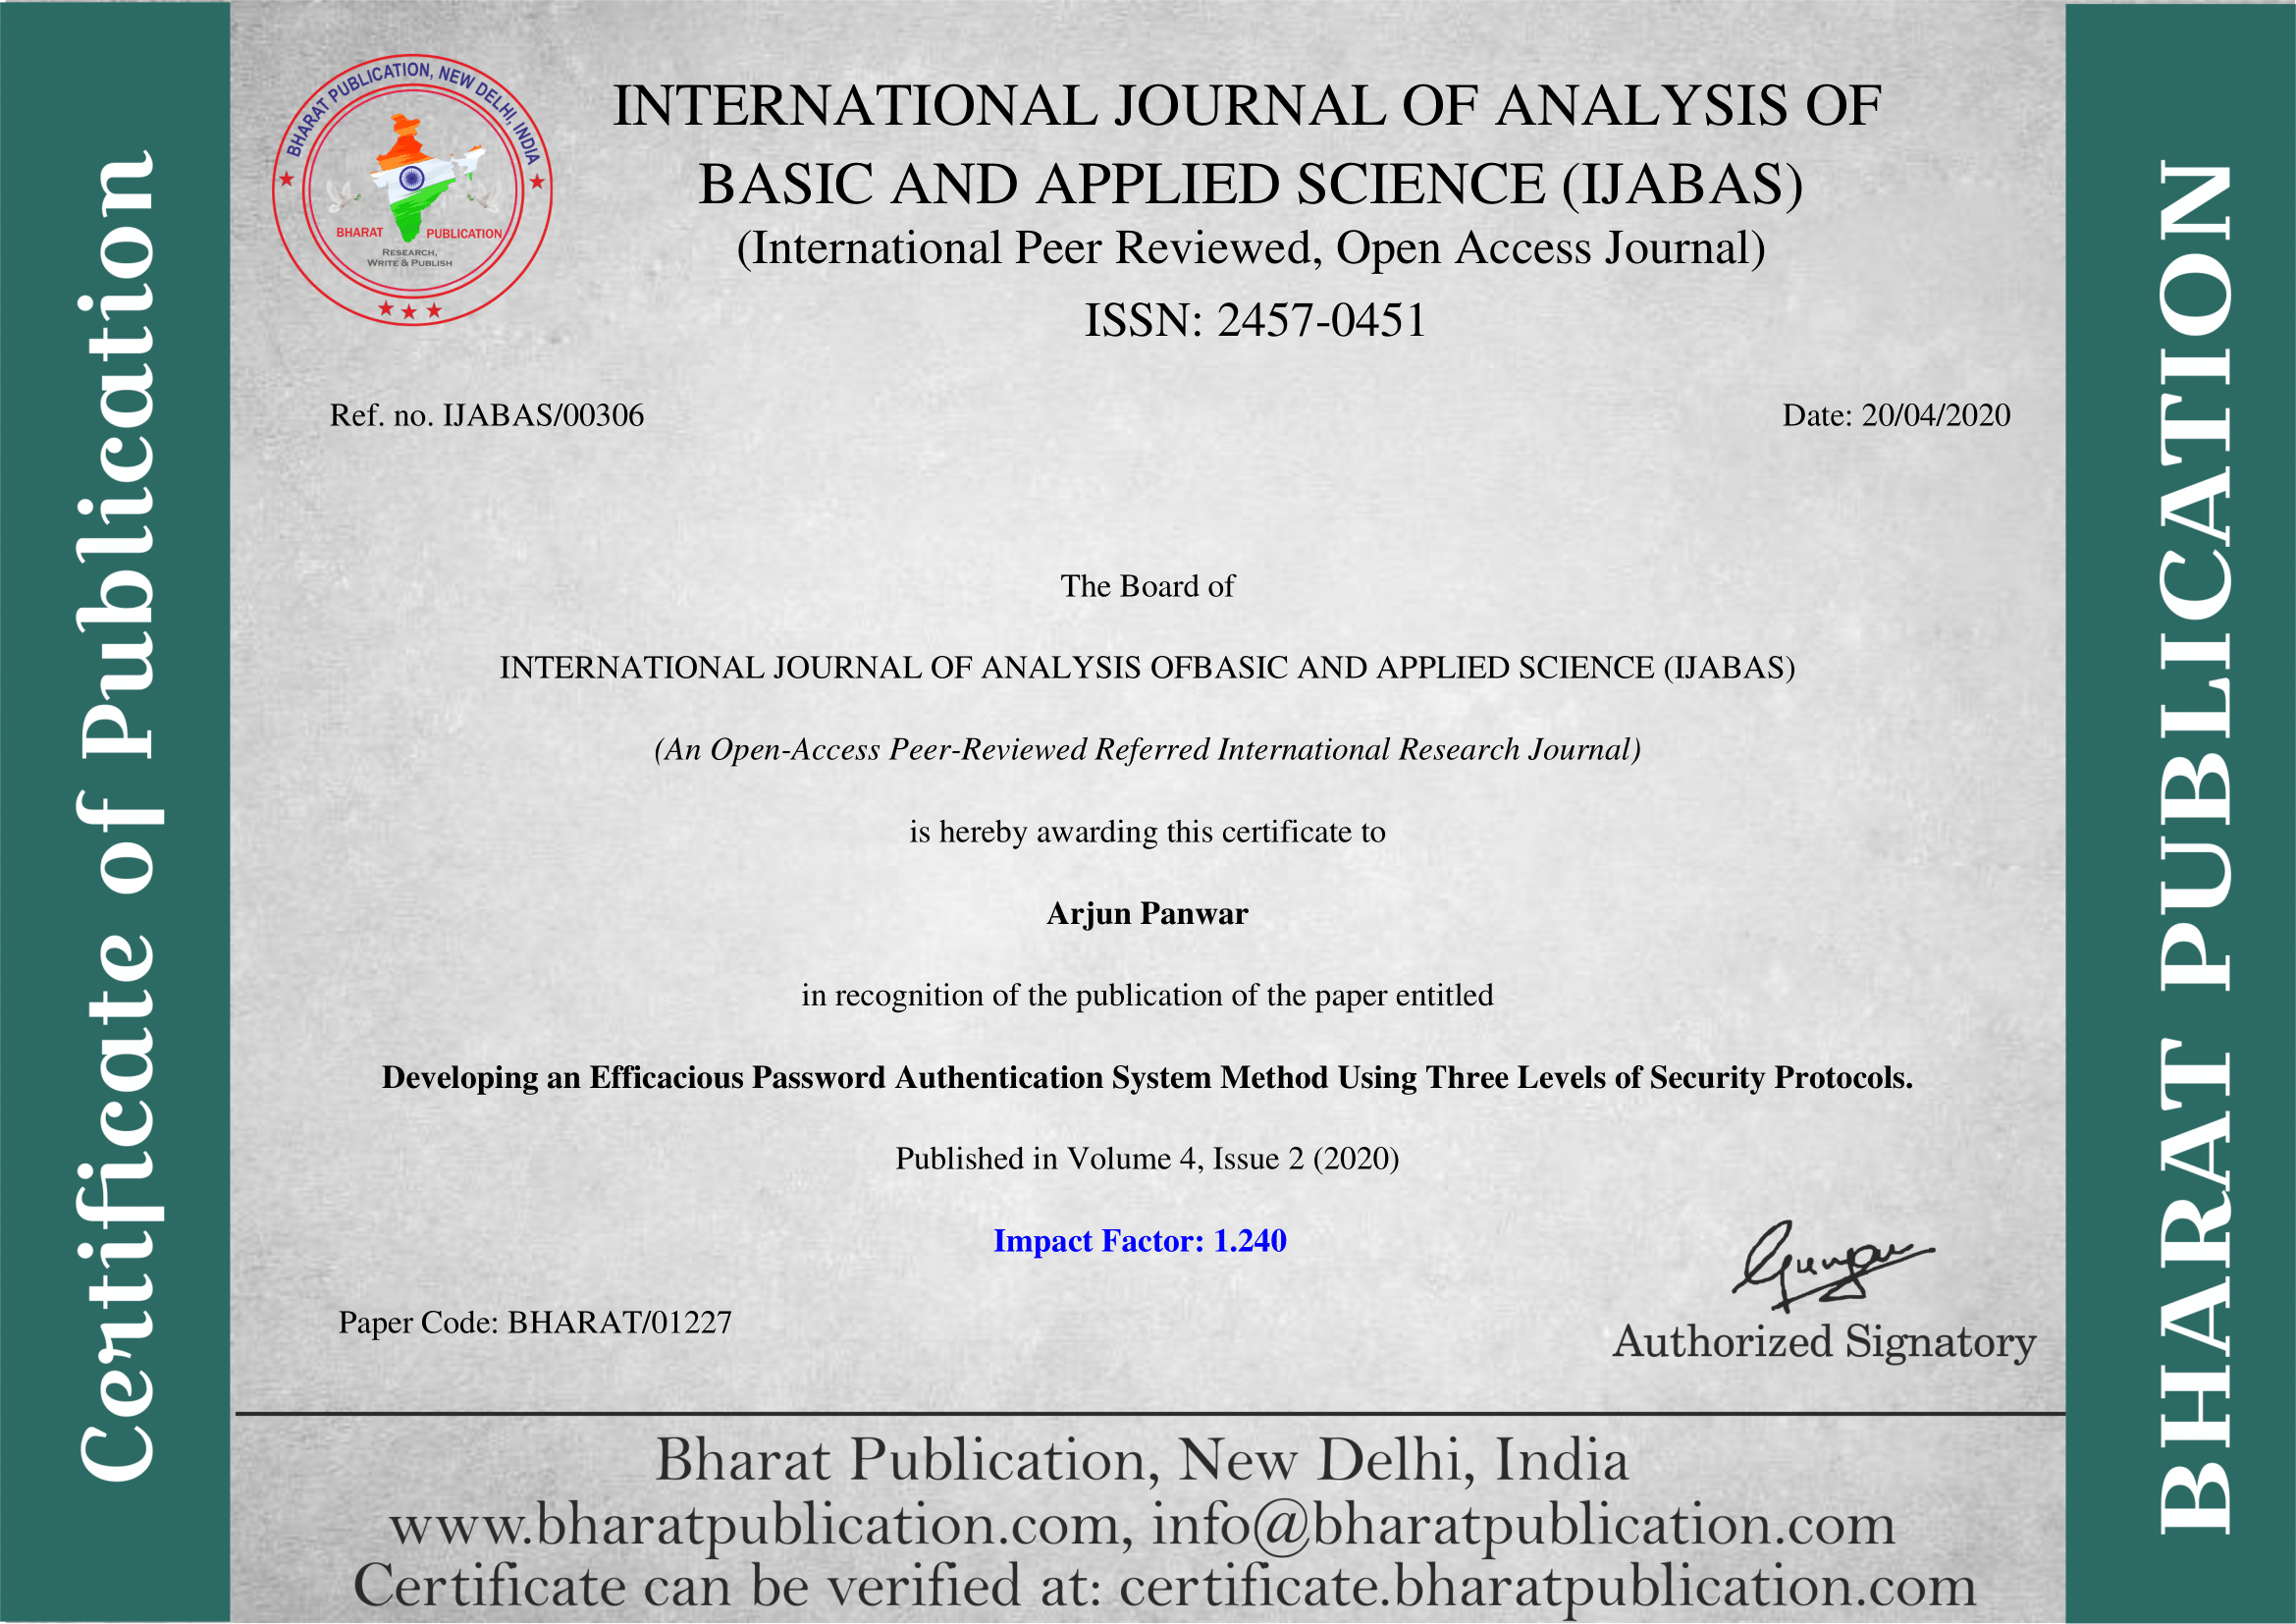 Certificate of Publication
BHARAT PUBLICATION, NEW DELHI, INDIA
BHARAT PUBLICATION
RESEARCH,
WRITE & PUBLISH
INTERNATIONAL JOURNAL OF ANALYSIS OF
BASIC AND APPLIED SCIENCE (IJABAS)
(International Peer Reviewed, Open Access Journal)
ISSN: 2457-0451
Ref. no. IJABAS/00306
Date: 20/04/2020
The Board of
INTERNATIONAL JOURNAL OF ANALYSIS OFBASIC AND APPLIED SCIENCE (IJABAS)
(An Open-Access Peer-Reviewed Referred International Research Journal)
is hereby awarding this certificate to
Arjun Panwar
in recognition of the publication of the paper entitled
Developing an Efficacious Password Authentication System Method Using Three Levels of Security Protocols.
Published in Volume 4, Issue 2 (2020)
Impact Factor: 1.240
Paper Code: BHARAT/01227
Authorized Signatory
Bharat Publication, New Delhi, India
www.bharatpublication.com, info@bharatpublication.com
Certificate can be verified at: certificate.bharatpublication.com
BHARAT PUBLICATION